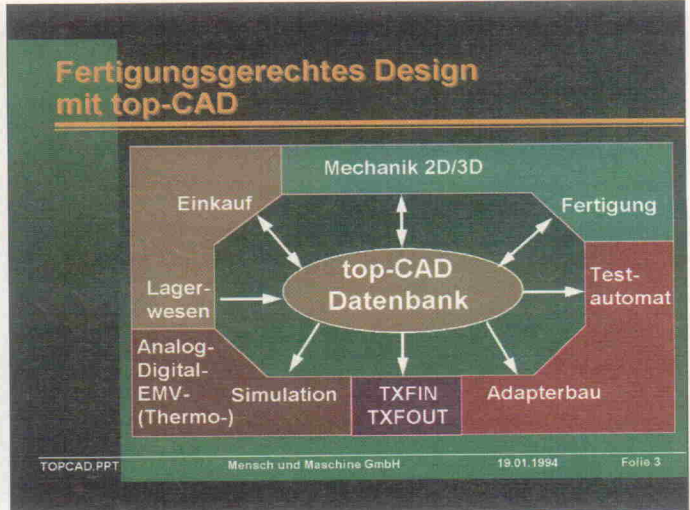 Fertigungsgerechtes Design
mit top-CAD
Mechanik 2D/3D
Einkauf
Fertigung
top-CAD
Datenbank
Lager-
wesen
Test-
automat
Analog-
Digital-
EMV-
(Thermo-)
Simulation
TXFIN
TXFOUT
Adapterbau
TOPCAD.PPT
Mensch und Maschine GmbH
19.01.1994
Folie 3